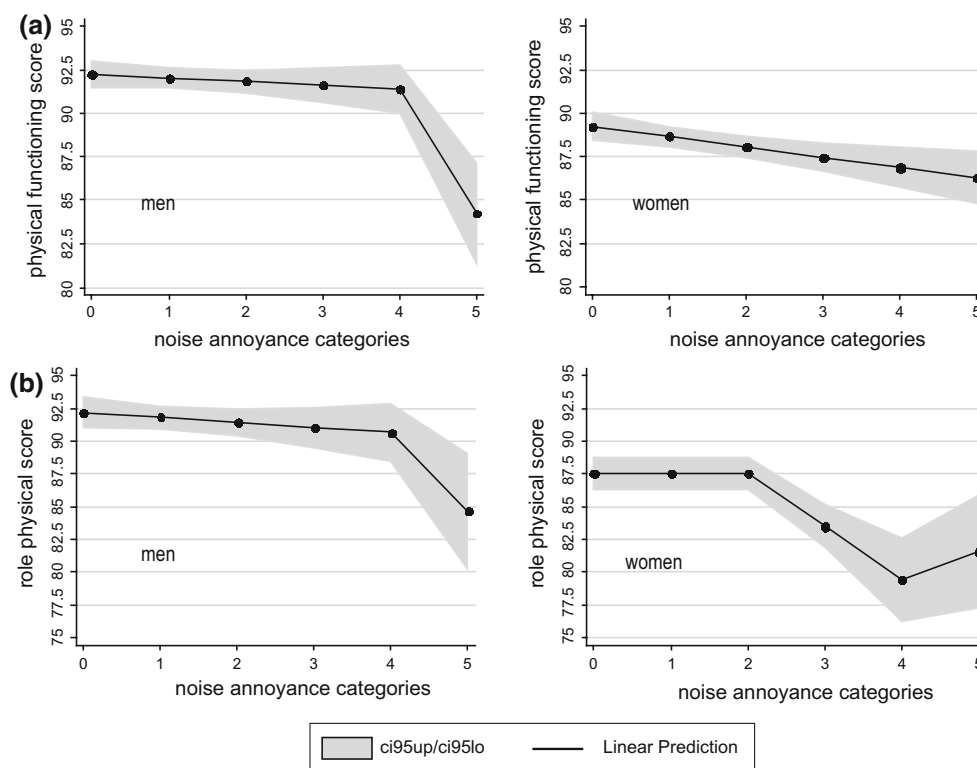 (a)
physical functioning score
95
92.5
90
87.5
85
82.5
80
men
0 1 2 3 4 5
noise annoyance categories
physical functioning score
95
92.5
90
87.5
85
82.5
80
women
0 1 2 3 4 5
noise annoyance categories
(b)
role physical score
95
92.5
90
87.5
85
82.5
80
77.5
75
men
0 1 2 3 4 5
noise annoyance categories
role physical score
95
92.5
90
87.5
85
82.5
80
77.5
75
women
0 1 2 3 4 5
noise annoyance categories
ci95up/ci95lo Linear Prediction